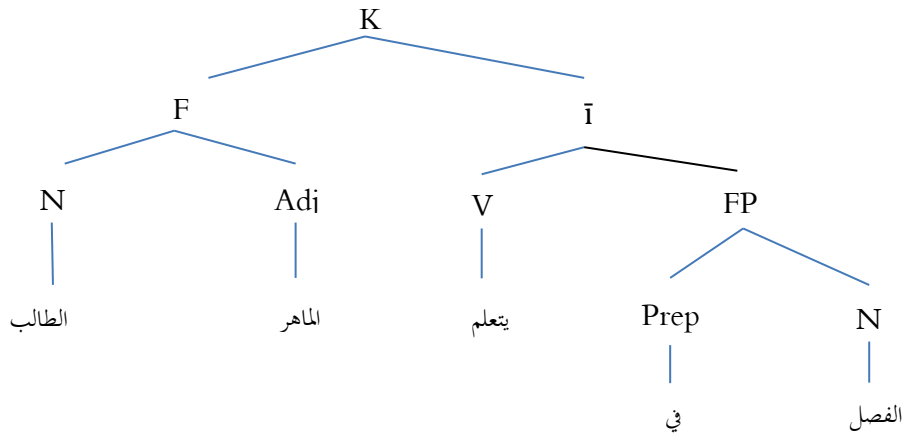 K
F ī
N Adj V FP
الطالب الماهر يتعلم Prep N
في الفصل